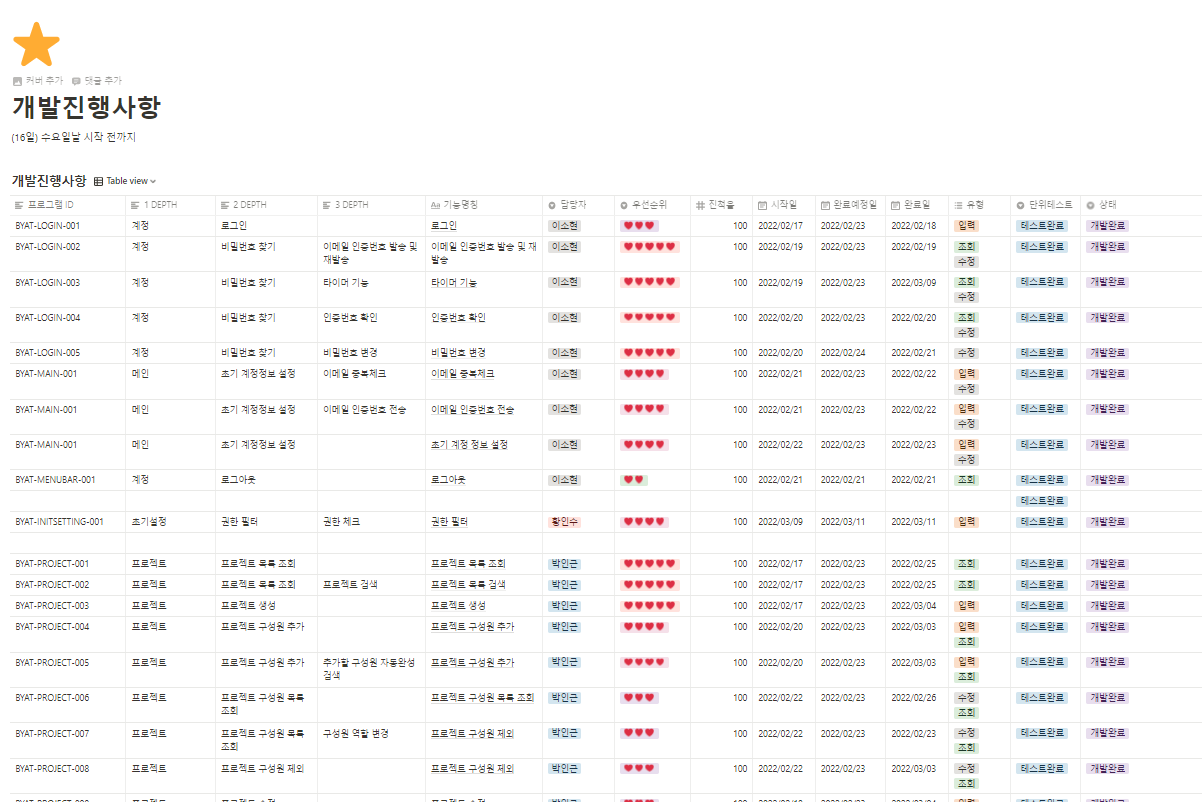 커버 추가 댓글 추가
개발진행사항
(16일) 수요일날 시작 전까지
개발진행사항 Table view
프로그램 ID 1 DEPTH 2 DEPTH 3 DEPTH Aa 기능명칭 담당자 우선순위 진척율 시작일 완료예정일 완료일 유형 단위테스트 상태
BYAT-LOGIN-001 계정 로그인 로그인 이소현 100 2022/02/17 2022/02/23 2022/02/18 입력 테스트완료 개발완료
BYAT-LOGIN-002 계정 비밀번호 찾기 이메일 인증번호 발송 및 이메일 인증번호 발송 및 재 이소현 100 2022/02/19 2022/02/23 2022/02/19 조회 테스트완료 개발완료
재발송 발송 수정
BYAT-LOGIN-003 계정 비밀번호 찾기 타이머 기능 타이머 기능 이소현 100 2022/02/19 2022/02/23 2022/03/09 조회 테스트완료 개발완료
수정
BYAT-LOGIN-004 계정 비밀번호 찾기 인증번호 확인 인증번호 확인 이소현 100 2022/02/20 2022/02/23 2022/02/20 조회 테스트완료 개발완료
수정
BYAT-LOGIN-005 계정 비밀번호 찾기 비밀번호 변경 비밀번호 변경 이소현 100 2022/02/20 2022/02/24 2022/02/21 수정 테스트완료 개발완료
BYAT-MAIN-001 메인 초기 계정정보 설정 이메일 중복체크 이메일 중복체크 이소현 100 2022/02/21 2022/02/23 2022/02/22 입력 테스트완료 개발완료
수정
BYAT-MAIN-001 메인 초기 계정정보 설정 이메일 인증번호 전송 이메일 인증번호 전송 이소현 100 2022/02/21 2022/02/23 2022/02/22 입력 테스트완료 개발완료
수정
BYAT-MAIN-001 메인 초기 계정정보 설정 초기 계정 정보 설정 이소현 100 2022/02/22 2022/02/23 2022/02/23 입력 테스트완료 개발완료
수정
BYAT-MENUBAR-001 계정 로그아웃 로그아웃 이소현 100 2022/02/21 2022/02/21 2022/02/21 조회 테스트완료 개발완료
테스트완료 개발완료
BYAT-INITSETTING-001 초기설정 권한 필터 권한 체크 권한 필터 황인수 100 2022/03/09 2022/03/11 2022/03/11 입력 테스트완료 개발완료
BYAT-PROJECT-001 프로젝트 프로젝트 목록 조회 프로젝트 목록 조회 박인근 100 2022/02/17 2022/02/23 2022/02/25 조회 테스트완료 개발완료
BYAT-PROJECT-002 프로젝트 프로젝트 목록 조회 프로젝트 검색 프로젝트 목록 검색 박인근 100 2022/02/17 2022/02/23 2022/02/25 조회 테스트완료 개발완료
BYAT-PROJECT-003 프로젝트 프로젝트 생성 프로젝트 생성 박인근 100 2022/02/17 2022/02/23 2022/03/04 입력 테스트완료 개발완료
BYAT-PROJECT-004 프로젝트 프로젝트 구성원 추가 프로젝트 구성원 추가 박인근 100 2022/02/20 2022/02/23 2022/03/03 입력 테스트완료 개발완료
조회
BYAT-PROJECT-005 프로젝트 프로젝트 구성원 추가 추가할 구성원 자동완성 프로젝트 구성원 추가 박인근 100 2022/02/20 2022/02/23 2022/03/03 입력 테스트완료 개발완료
검색 조회
BYAT-PROJECT-006 프로젝트 프로젝트 구성원 목록 프로젝트 구성원 목록 조회 박인근 100 2022/02/22 2022/02/23 2022/02/26 수정 테스트완료 개발완료
조회 조회
BYAT-PROJECT-007 프로젝트 프로젝트 구성원 목록 구성원 역할 변경 프로젝트 구성원 제외 박인근 100 2022/02/22 2022/02/23 2022/02/23 수정 테스트완료 개발완료
조회 조회
BYAT-PROJECT-008 프로젝트 프로젝트 구성원 제외 프로젝트 구성원 제외 박인근 100 2022/02/22 2022/02/23 2022/03/03 수정 테스트완료 개발완료
조회